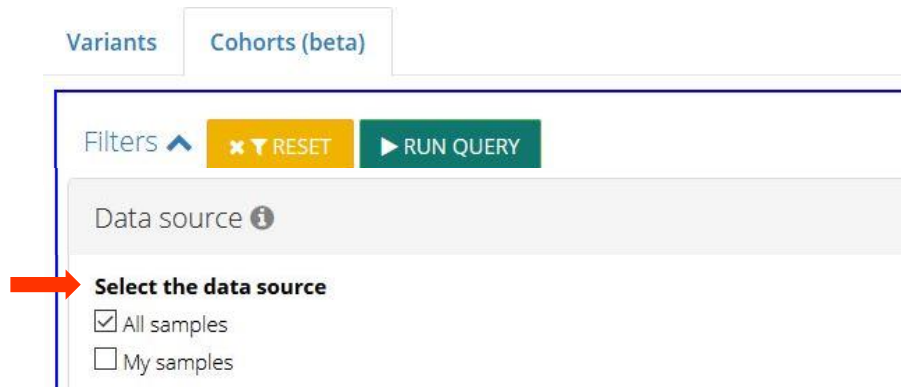 Variants Cohorts (beta)
Filters RESET RUN QUERY
Data source
Select the data source
All samples
My samples